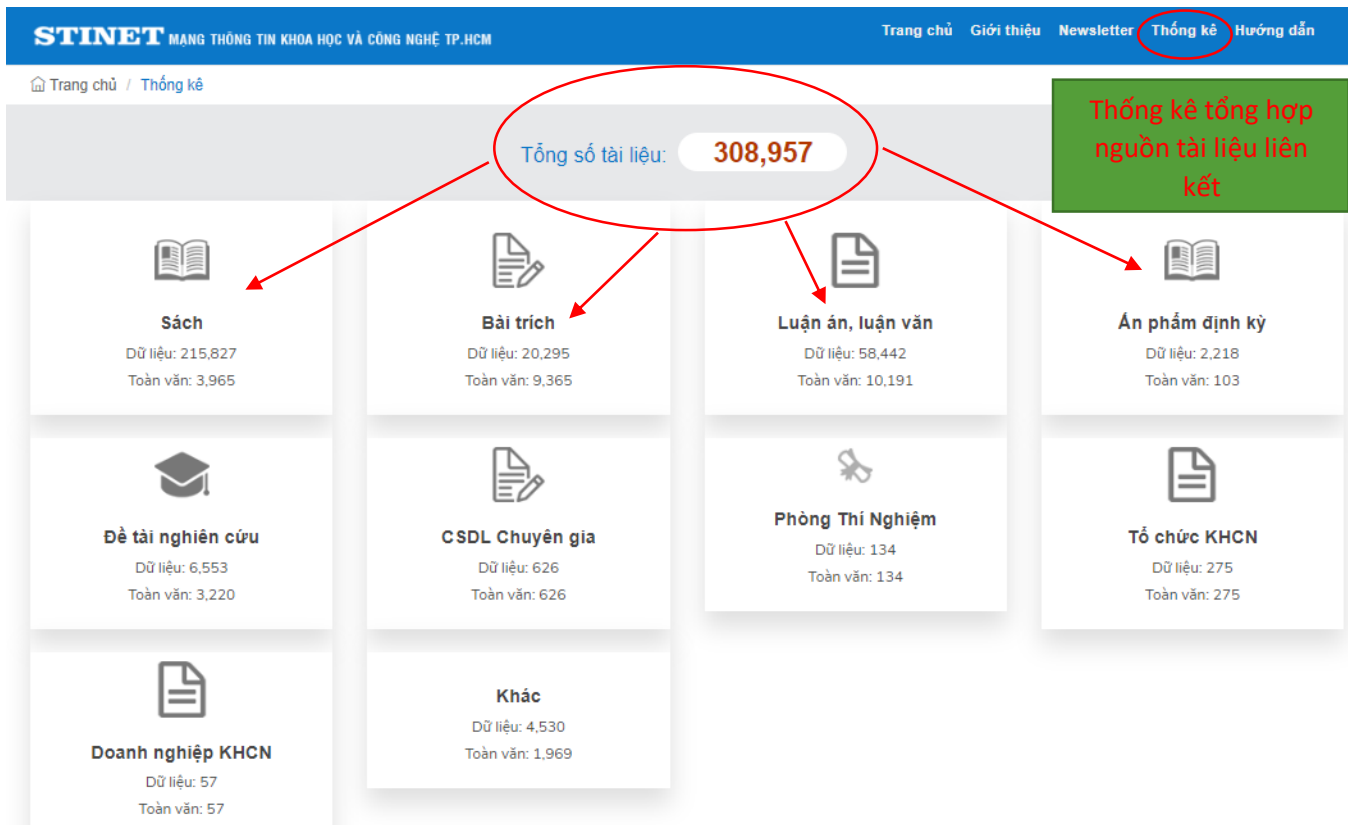 STINET MẠNG THÔNG TIN KHOA HỌC VÀ CÔNG NGHỆ TP.HCM
Trang chủ Giới thiệu Newsletter Thống kê Hướng dẫn
Trang chủ / Thống kê
Thống kê tổng hợp
nguồn tài liệu liên
kết
Tổng số tài liệu: 308,957
Sách
Dữ liệu: 215,827
Toàn văn: 3,965
Bài trích
Dữ liệu: 20,295
Toàn văn: 9,365
Luận án, luận văn
Dữ liệu: 58,442
Toàn văn: 10,191
Ấn phẩm định kỳ
Dữ liệu: 2,218
Toàn văn: 103
Đề tài nghiên cứu
Dữ liệu: 6,553
Toàn văn: 3,220
CSDL Chuyên gia
Dữ liệu: 626
Toàn văn: 626
Phòng Thí Nghiệm
Dữ liệu: 134
Toàn văn: 134
Tổ chức KHCN
Dữ liệu: 275
Toàn văn: 275
Doanh nghiệp KHCN
Dữ liệu: 57
Toàn văn: 57
Khác
Dữ liệu: 4,530
Toàn văn: 1,969